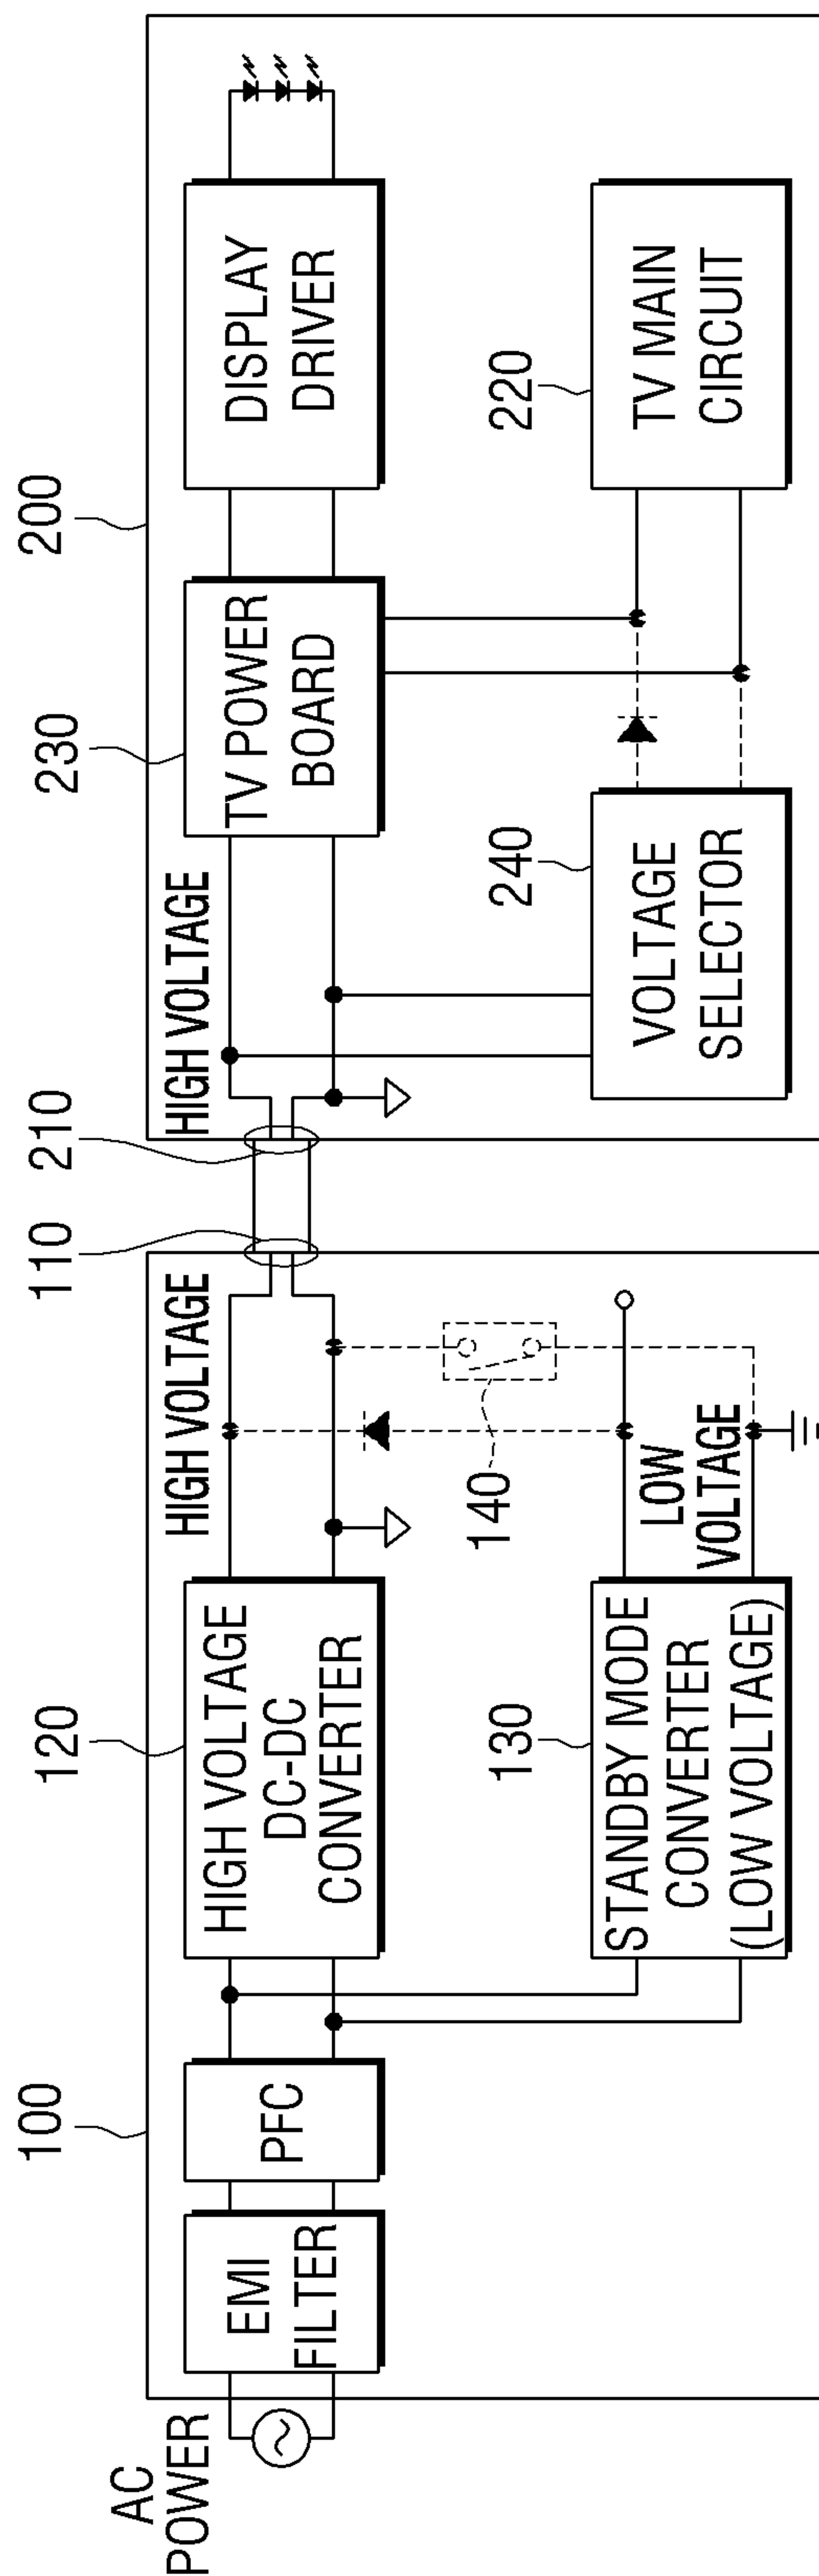 AC
POWER
100
EMI
FILTER
PFC
120
HIGH VOLTAGE
DC-DC
CONVERTER
HIGH VOLTAGE
130
STANDBY MODE
CONVERTER
(LOW VOLTAGE)
LOW
VOLTAGE
140
110
210
200
HIGH VOLTAGE
230
TV POWER
BOARD
DISPLAY
DRIVER
240
VOLTAGE
SELECTOR
220
TV MAIN
CIRCUIT